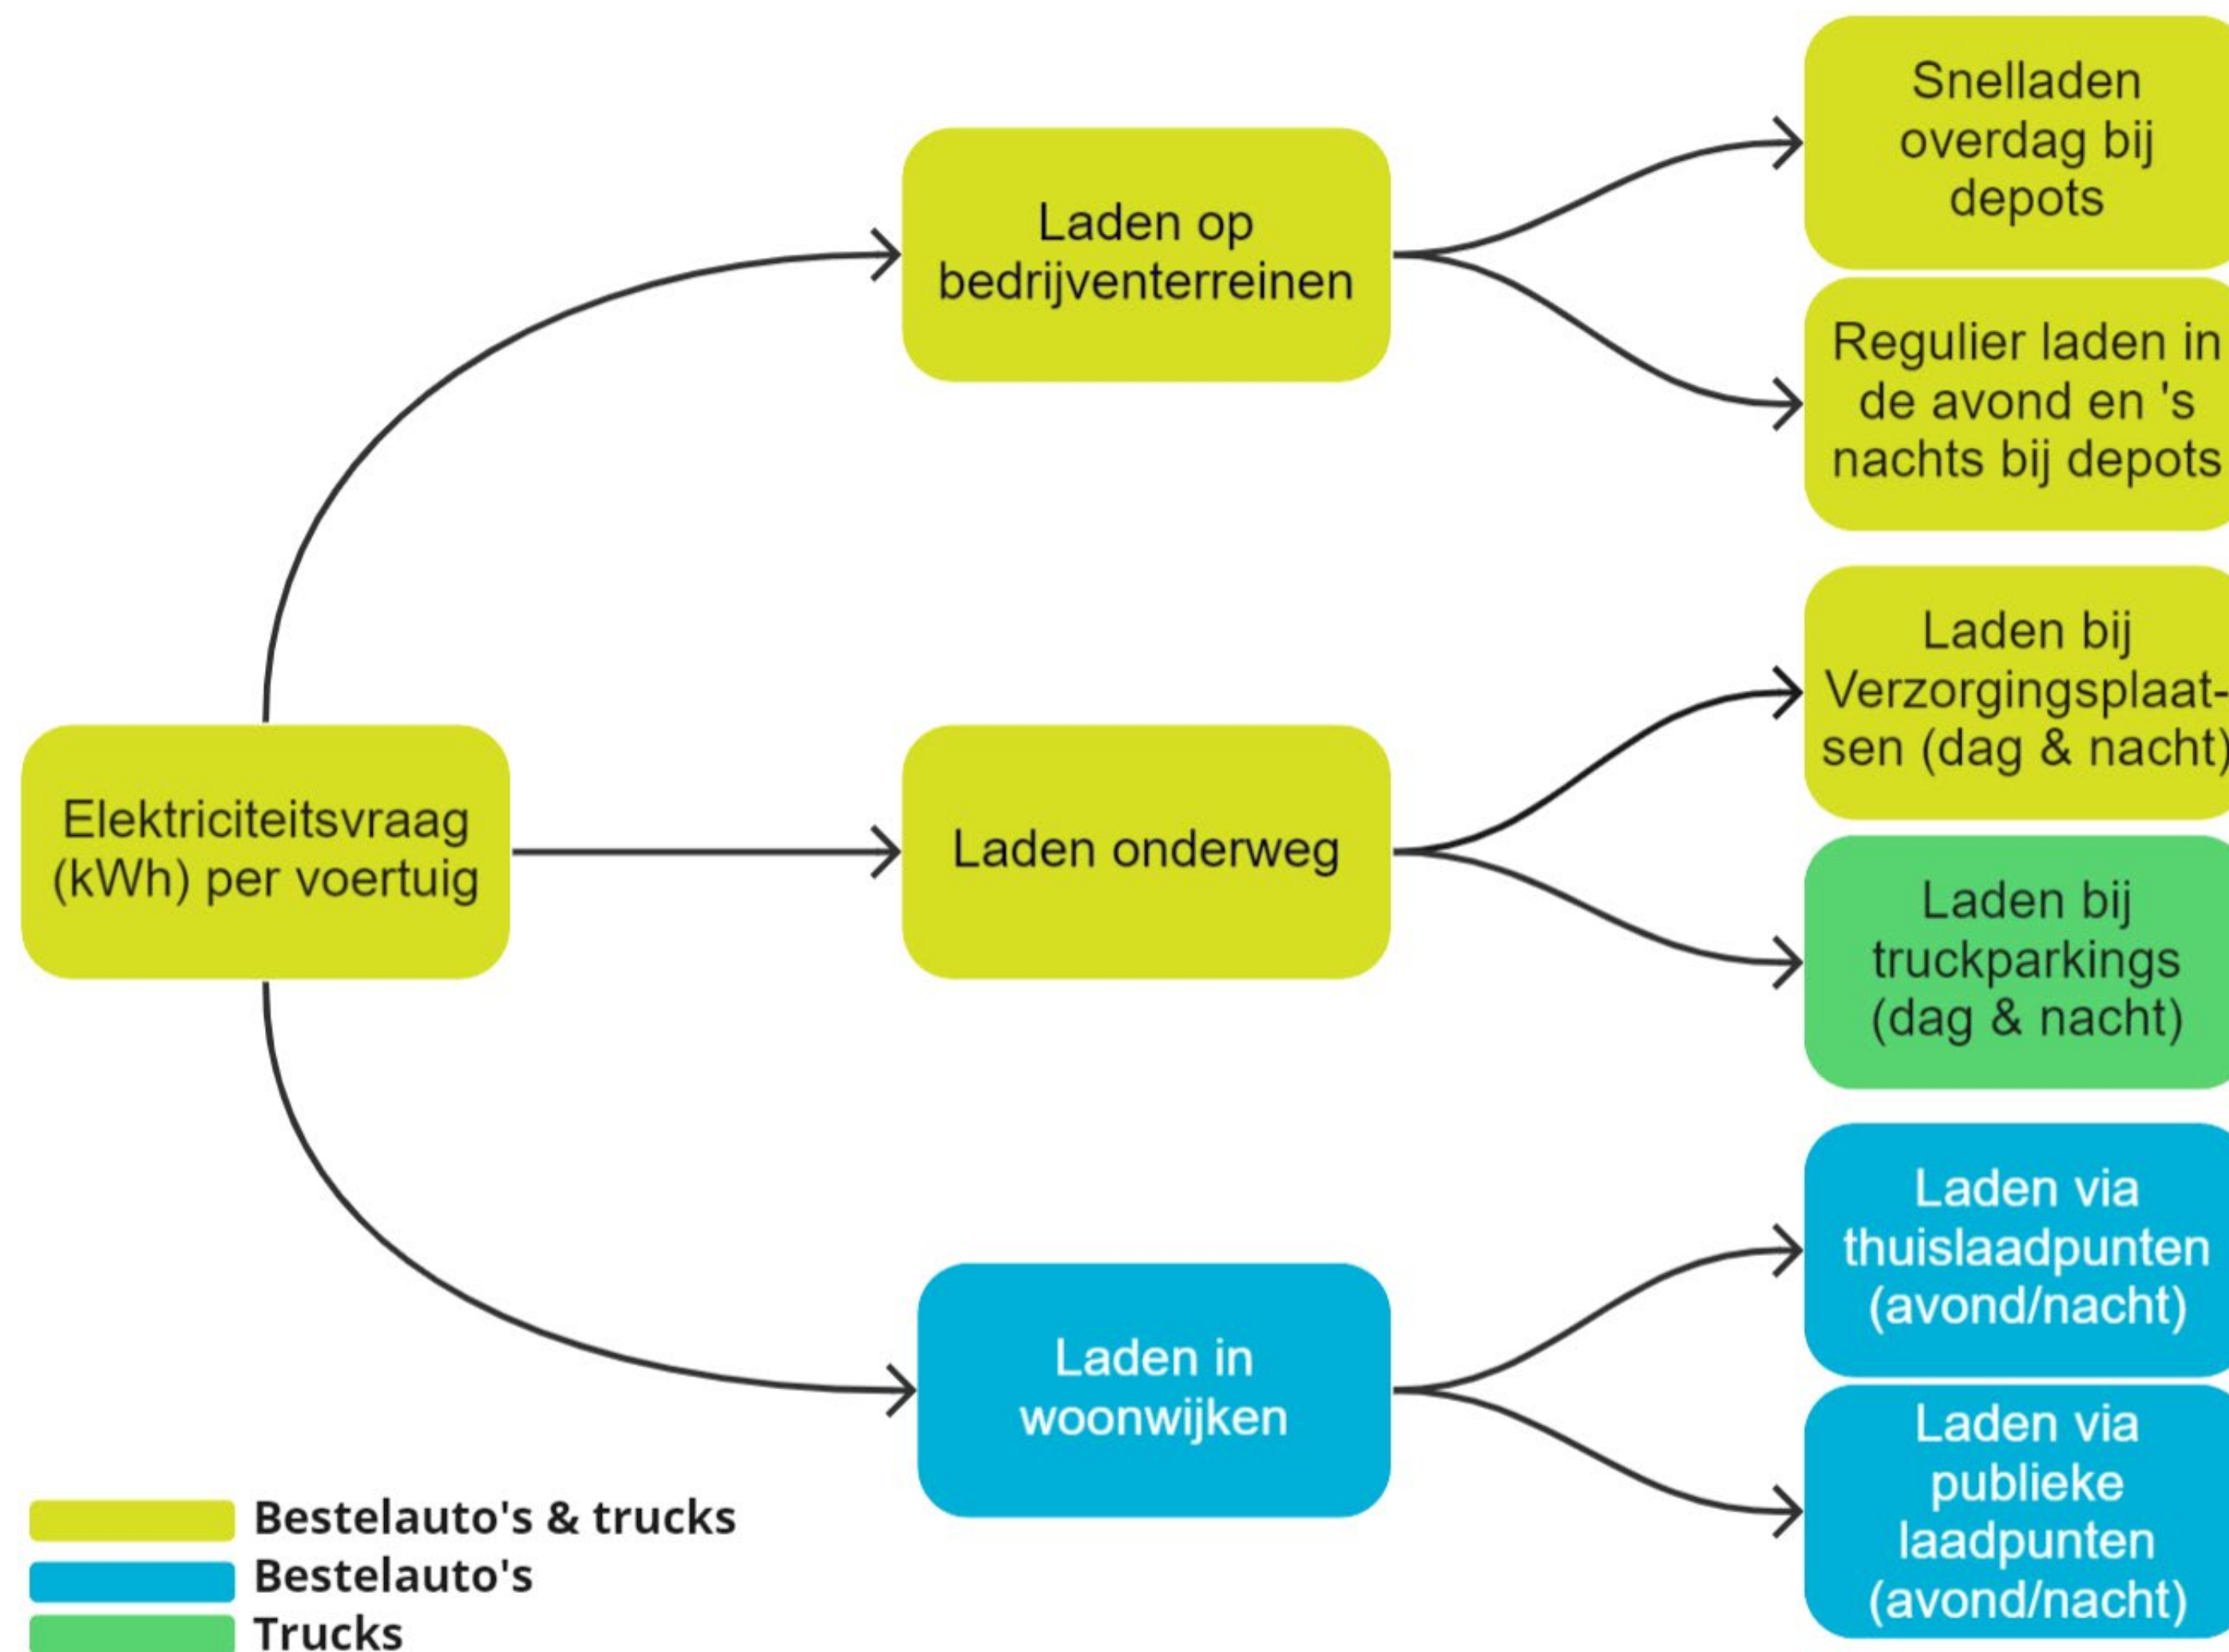 Snelladen
overdag bij
depots
Laden op
bedrijventerreinen
Regulier laden in
de avond en 's
nachts bij depots
Laden bij
Verzorgingsplaat-
sen (dag & nacht)
Elektriciteitsvraag
(kWh) per voertuig
Laden onderweg
Laden bij
truckparkings
(dag & nacht)
Laden via
thuislaadpunten
(avond/nacht)
Laden in
woonwijken
Laden via
publieke
laadpunten
(avond/nacht)
Bestelauto's & trucks
Bestelauto's
Trucks